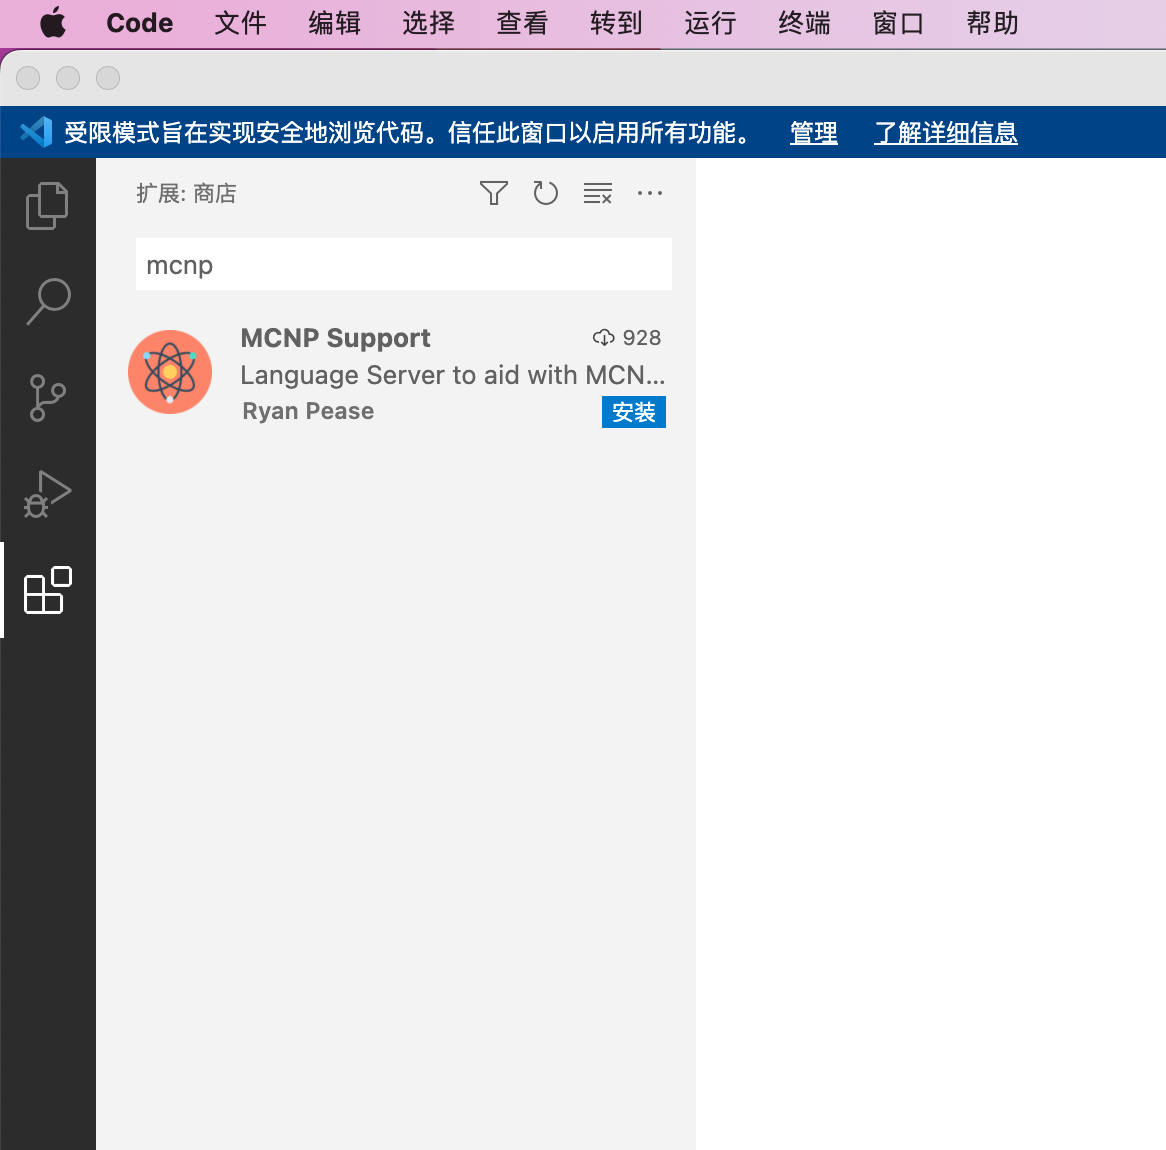 Code 文件 编辑 选择 查看 转到 运行 终端 窗口 帮助
受限模式旨在实现安全地浏览代码。信任此窗口以启用所有功能。 管理 了解详细信息
扩展: 商店
mcnp
MCNP Support 928
Language Server to aid with MCN...
Ryan Pease 安装